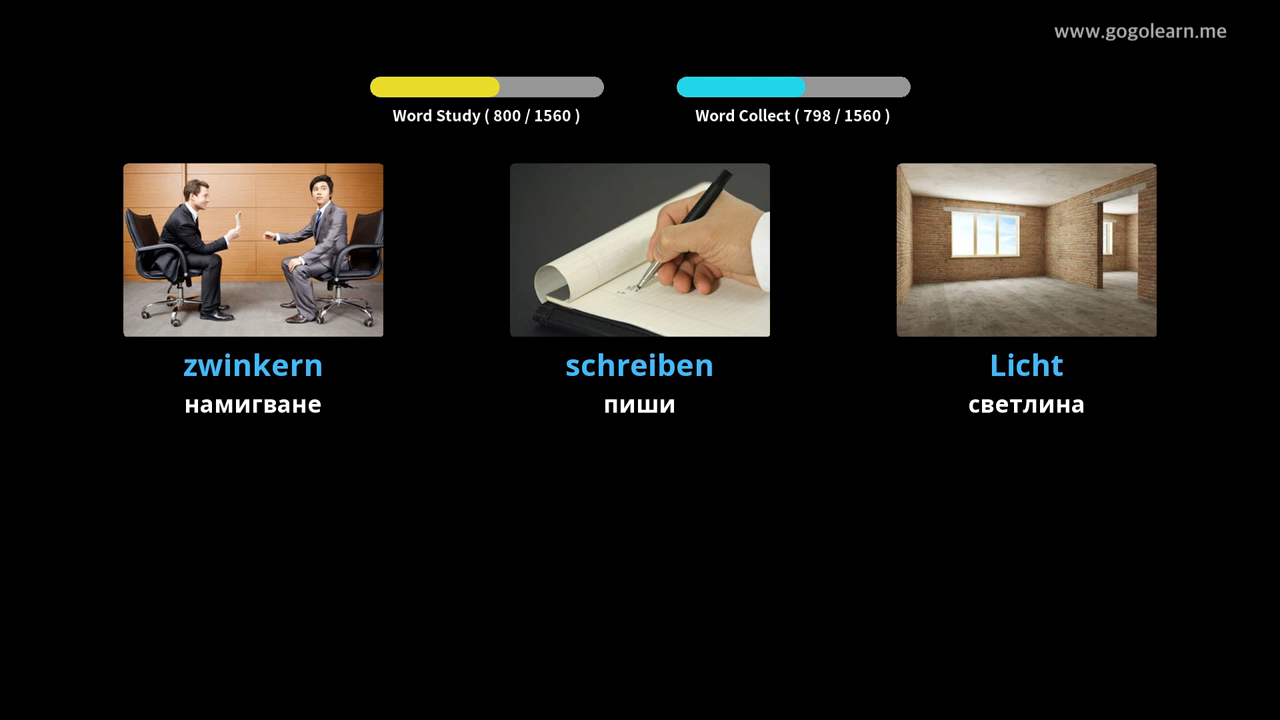 www.gogolearn.me
Word Study ( 800 / 1560 )
Word Collect ( 798 / 1560 )
zwinkern
намигване
schreiben
пиши
Licht
светлина